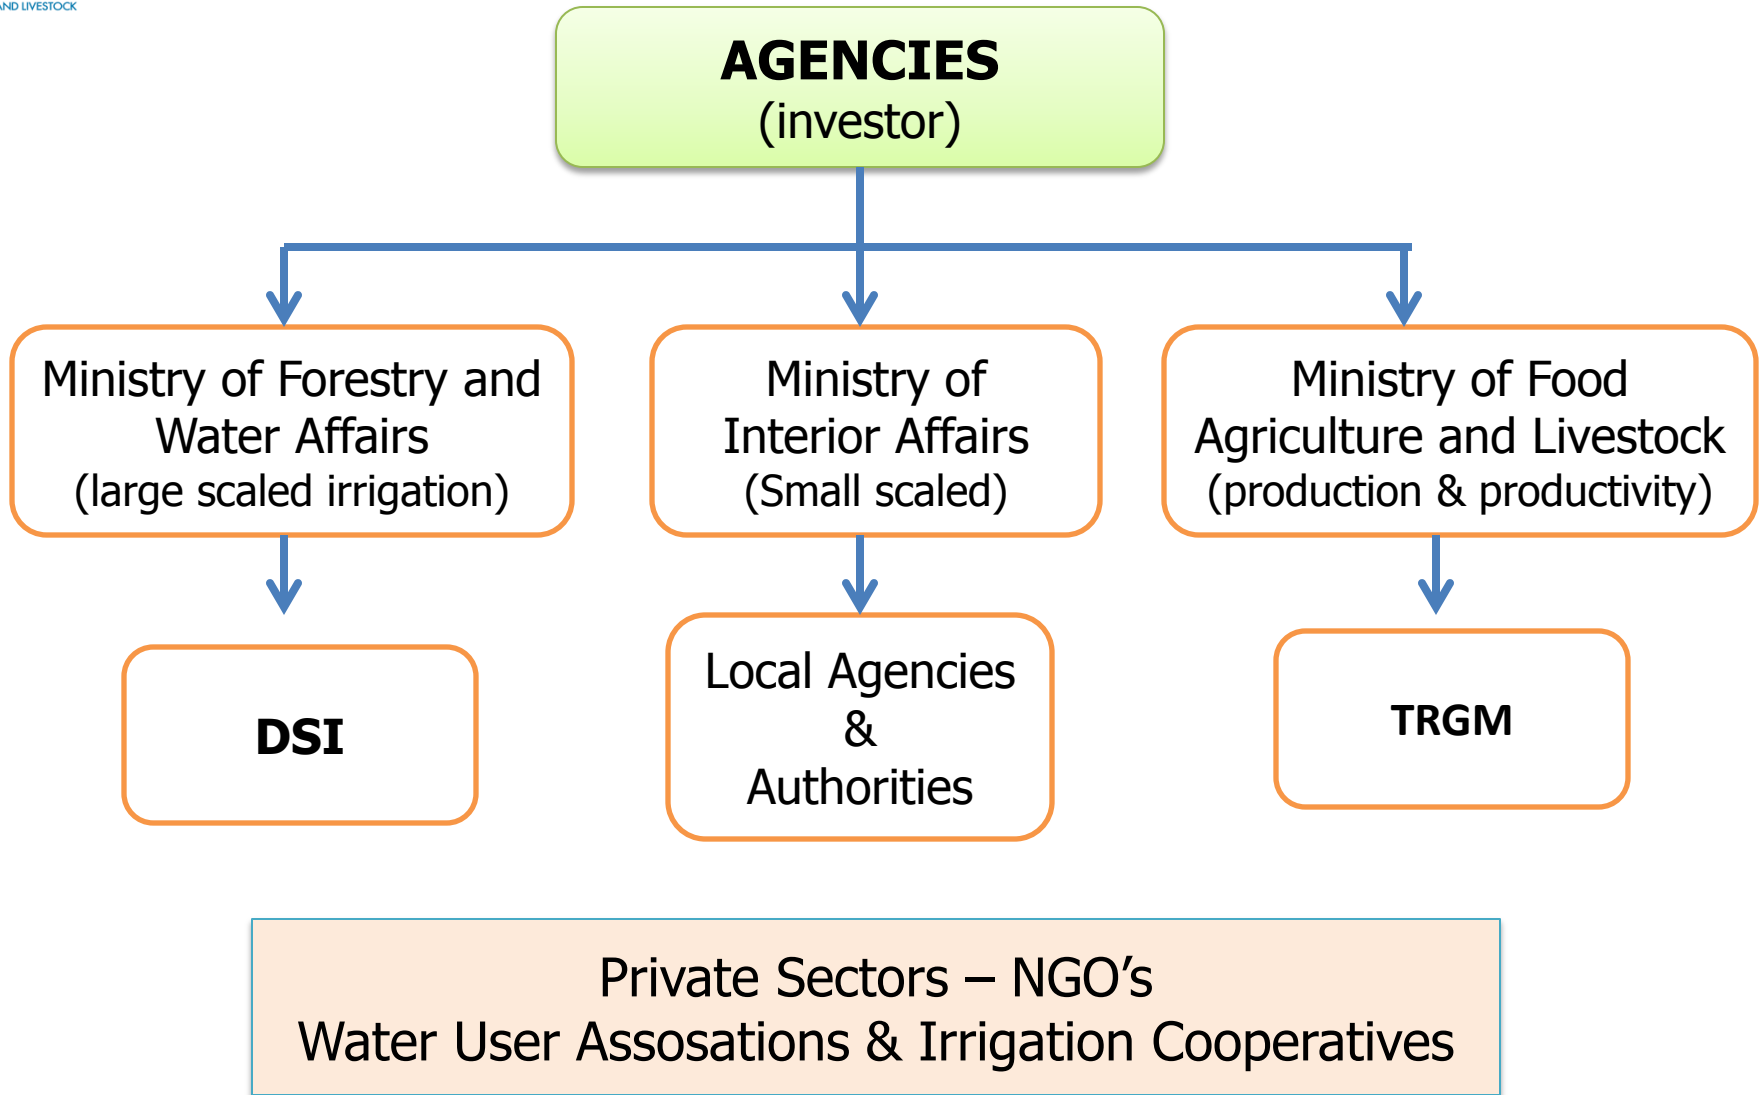 AND LIVESTOCK
AGENCIES
(investor)
Ministry of Forestry and
Water Affairs
(large scaled irrigation)
Ministry of
Interior Affairs
(Small scaled)
Ministry of Food
Agriculture and Livestock
(production & productivity)
DSI
Local Agencies
&
Authorities
TRGM
Private Sectors – NGO’s
Water User Assosations & Irrigation Cooperatives